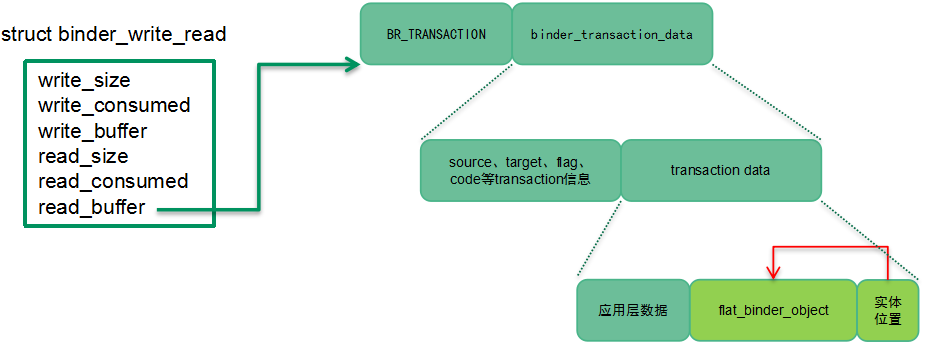 struct binder_write_read
write_size
write_consumed
write_buffer
read_size
read_consumed
read_buffer
BR_TRANSACTION
binder_transaction_data
source、target、flag、
code等transaction信息
transaction data
应用层数据
flat_binder_object
实体
位置